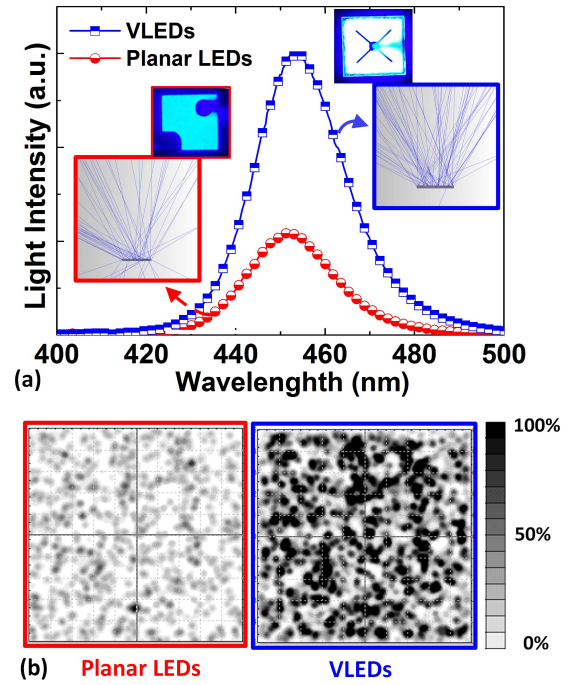 VLEDs
Planar LEDs
Light Intensity (a.u.)
400 420 440 460 480 500
(a) Wavelenghth (nm)
100%
50%
0%
(b) Planar LEDs VLEDs